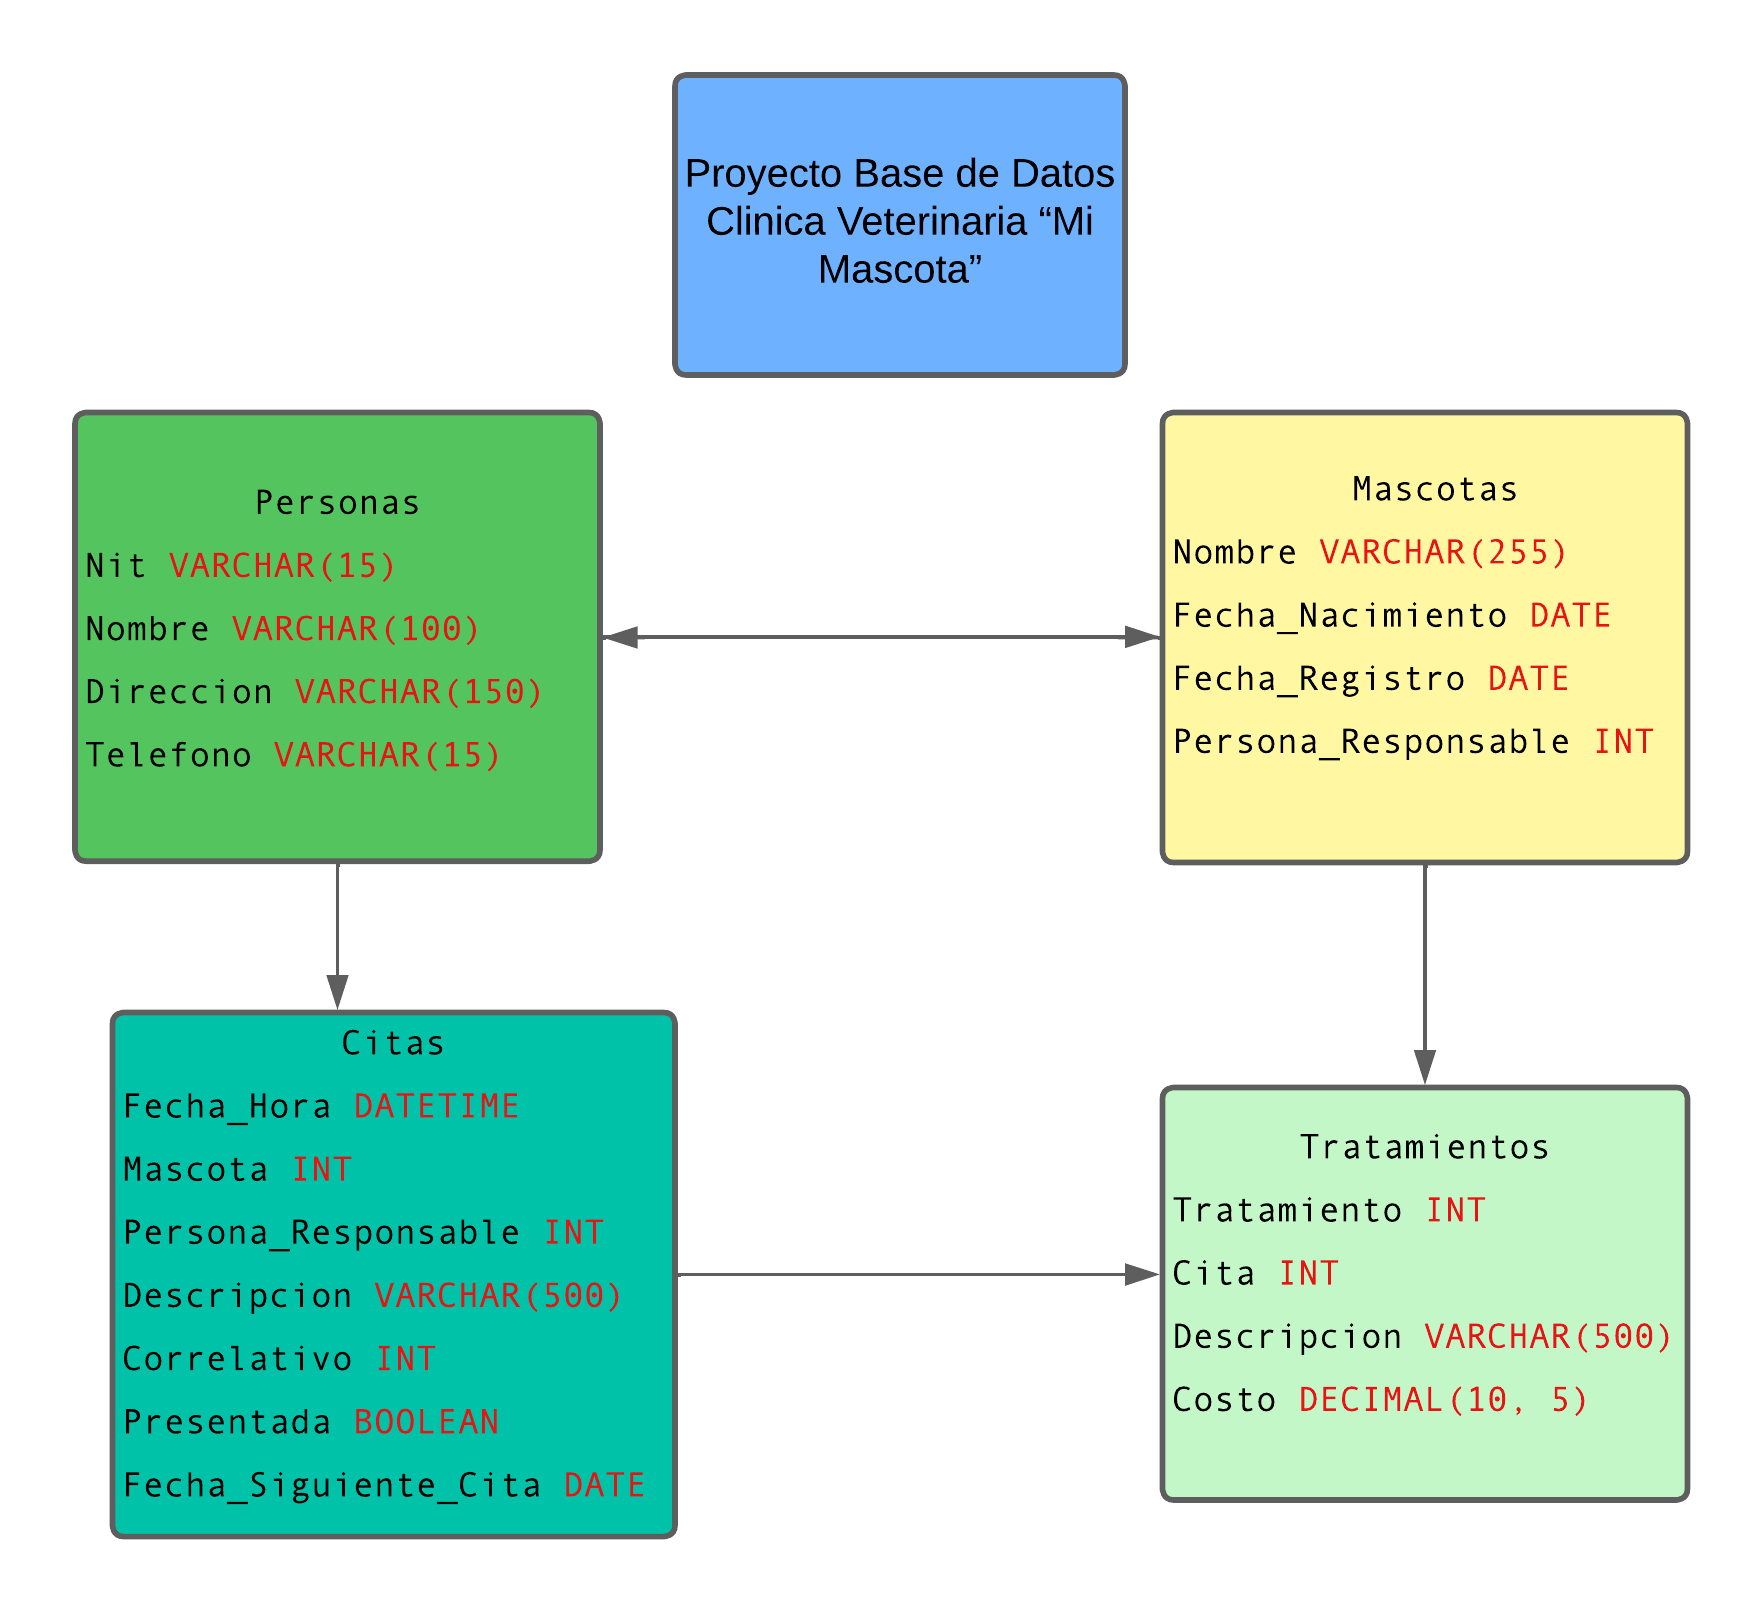 Proyecto Base de Datos
Clinica Veterinaria “Mi
Mascota”
Personas
Nit VARCHAR(15)
Nombre VARCHAR(100)
Direccion VARCHAR(150)
Telefono VARCHAR(15)
Mascotas
Nombre VARCHAR(255)
Fecha_Nacimiento DATE
Fecha_Registro DATE
Persona_Responsable INT
Citas
Fecha_Hora DATETIME
Mascota INT
Persona_Responsable INT
Descripcion VARCHAR(500)
Correlativo INT
Presentada BOOLEAN
Fecha_Siguiente_Cita DATE
Tratamientos
Tratamiento INT
Cita INT
Descripcion VARCHAR(500)
Costo DECIMAL(10, 5)